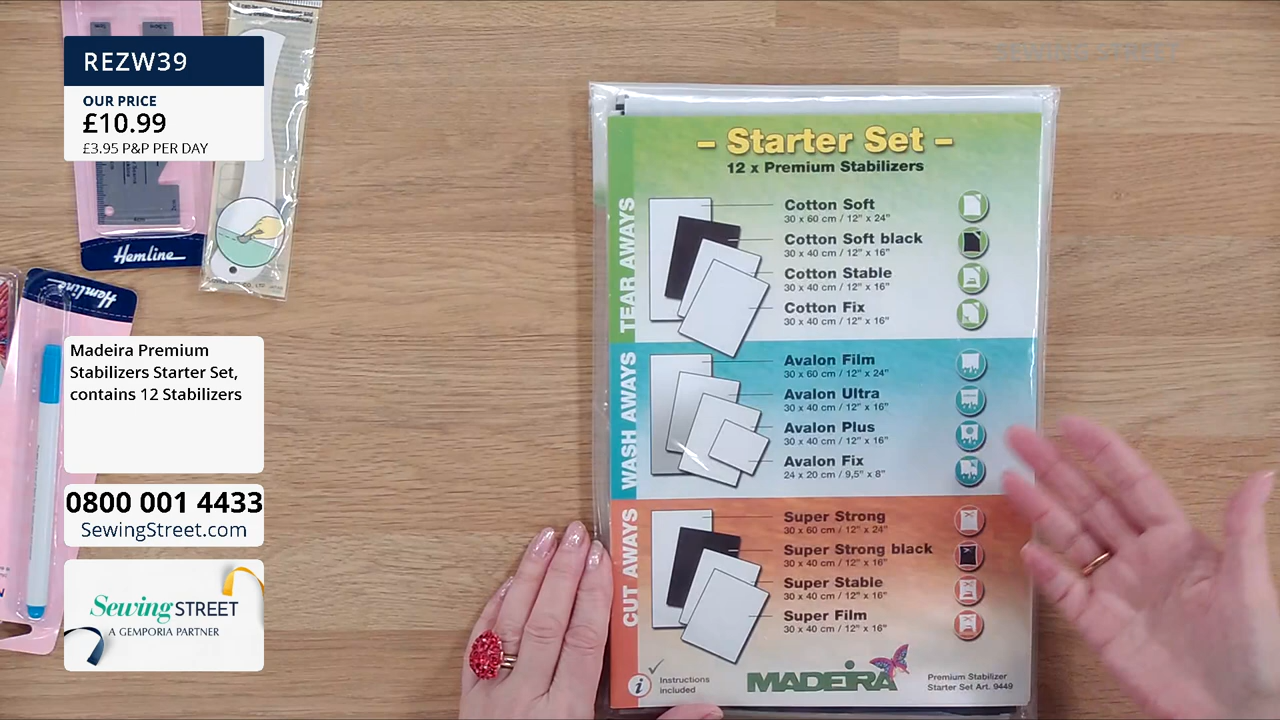 REZW39
OUR PRICE
£10.99
£3.95 P&P PER DAY
Hemline
Hemline
Madeira Premium
Stabilizers Starter Set,
contains 12 Stabilizers
0800 001 4433
SewingStreet.com
Sewing STREET
A GEMPORIA PARTNER
SEWING STREET
– Starter Set –
12 x Premium Stabilizers
TEAR AWAYS
Cotton Soft
30 x 60 cm / 12" x 24"
Cotton Soft black
30 x 40 cm / 12" x 16"
Cotton Stable
30 x 40 cm / 12" x 16"
Cotton Fix
30 x 40 cm / 12" x 16"
WASH AWAYS
Avalon Film
30 x 60 cm / 12" x 24"
Avalon Ultra
30 x 40 cm / 12" x 16"
Avalon Plus
30 x 40 cm / 12" x 16"
Avalon Fix
24 x 20 cm / 9,5" x 8"
CUT AWAYS
Super Strong
30 x 60 cm / 12" x 24"
Super Strong black
30 x 40 cm / 12" x 16"
Super Stable
30 x 40 cm / 12" x 16"
Super Film
30 x 40 cm / 12" x 16"
i
Instructions
included
MADEIRA
Premium Stabilizer
Starter Set Art. 9449